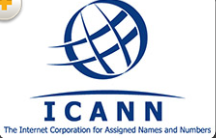 ICANN
The Internet Corporation for Assigned Names and Numbers